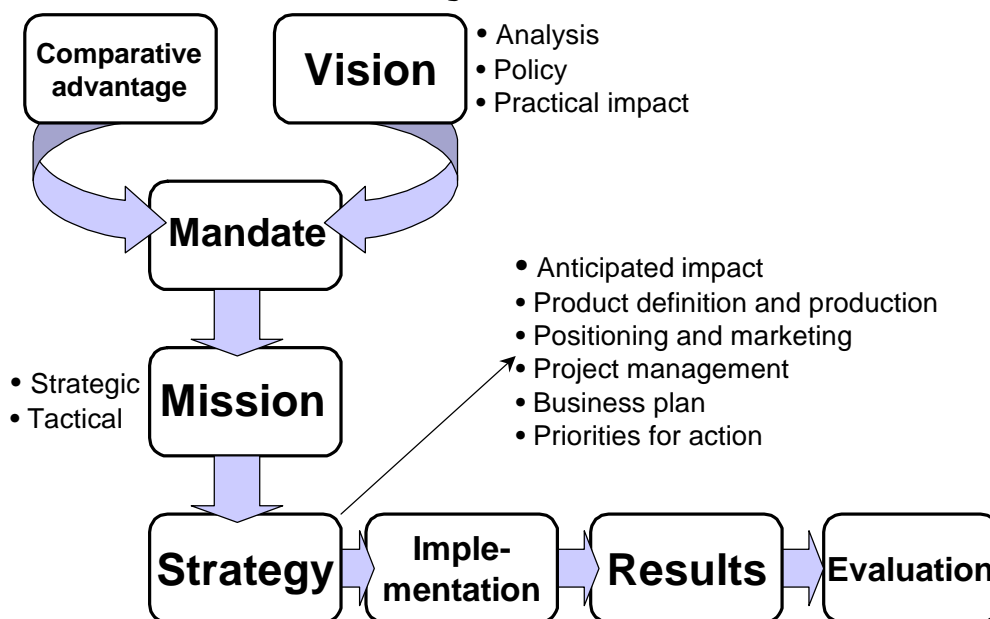 Comparative
advantage
Vision
• Analysis
• Policy
• Practical impact
Mandate
• Anticipated impact
• Product definition and production
• Positioning and marketing
• Project management
• Business plan
• Priorities for action
• Strategic
• Tactical
Mission
Strategy
Imple-
mentation
Results
Evaluation